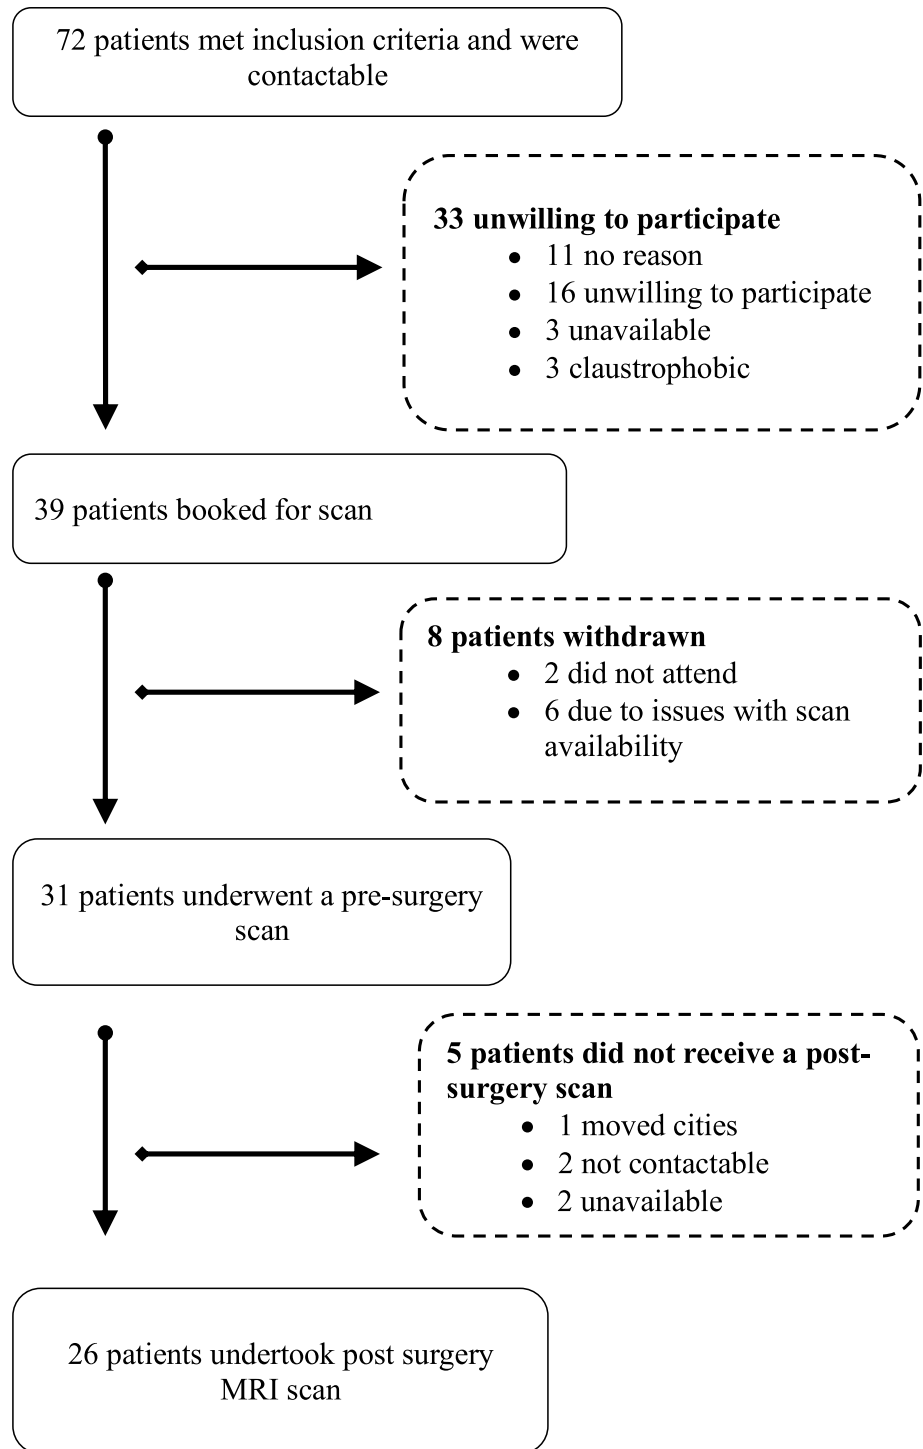 72 patients met inclusion criteria and were
contactable
33 unwilling to participate
• 11 no reason
• 16 unwilling to participate
• 3 unavailable
• 3 claustrophobic
39 patients booked for scan
8 patients withdrawn
• 2 did not attend
• 6 due to issues with scan
availability
31 patients underwent a pre-surgery
scan
5 patients did not receive a post-
surgery scan
• 1 moved cities
• 2 not contactable
• 2 unavailable
26 patients undertook post surgery
MRI scan